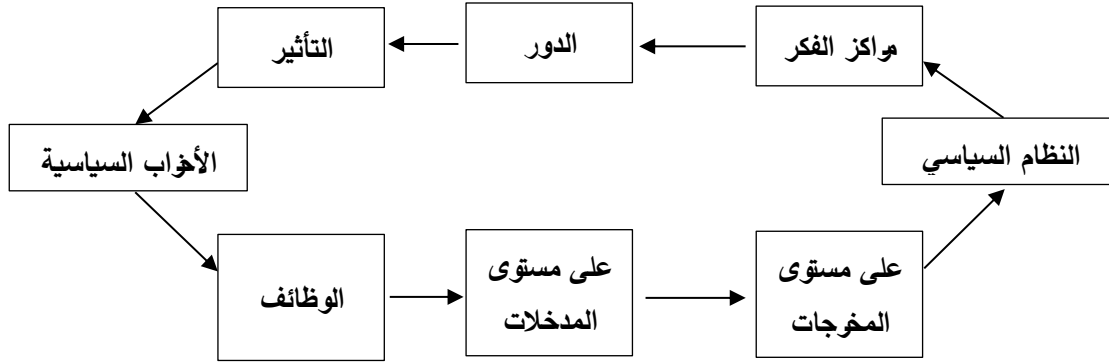 مراكز الفكر
الدور
التأثير
النظام السياسي
الأحزاب السياسية
على مستوى
المخرجات
على مستوى
المدخلات
الوظائف